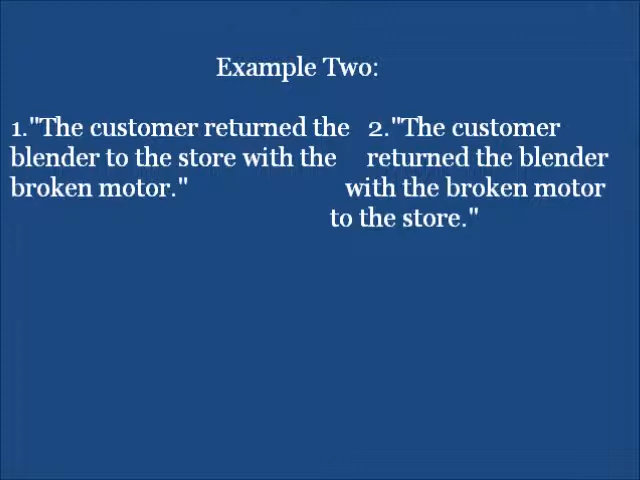 Example Two:
1."The customer returned the
blender to the store with the
broken motor."
2."The customer
returned the blender
with the broken motor
to the store."